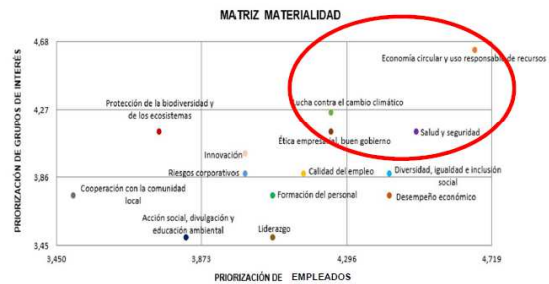 MATRIZ MATERIALIDAD
PRIORIZACIÓN DE GRUPOS DE INTERÉS
4,68
4,27
3,86
3,45
Economía circular y uso responsable de recursos
Protección de la biodiversidad y
de los ecosistemas
Lucha contra el cambio climático
Ética empresarial, buen gobierno
Salud y seguridad
Innovación
Riesgos corporativos
Calidad del empleo
Diversidad, igualdad e inclusión
social
Cooperación con la comunidad
local
Formación del personal
Desempeño económico
Acción social, divulgación y
educación ambiental
Liderazgo
3,450
3,873
4,296
4,719
PRIORIZACIÓN DE EMPLEADOS